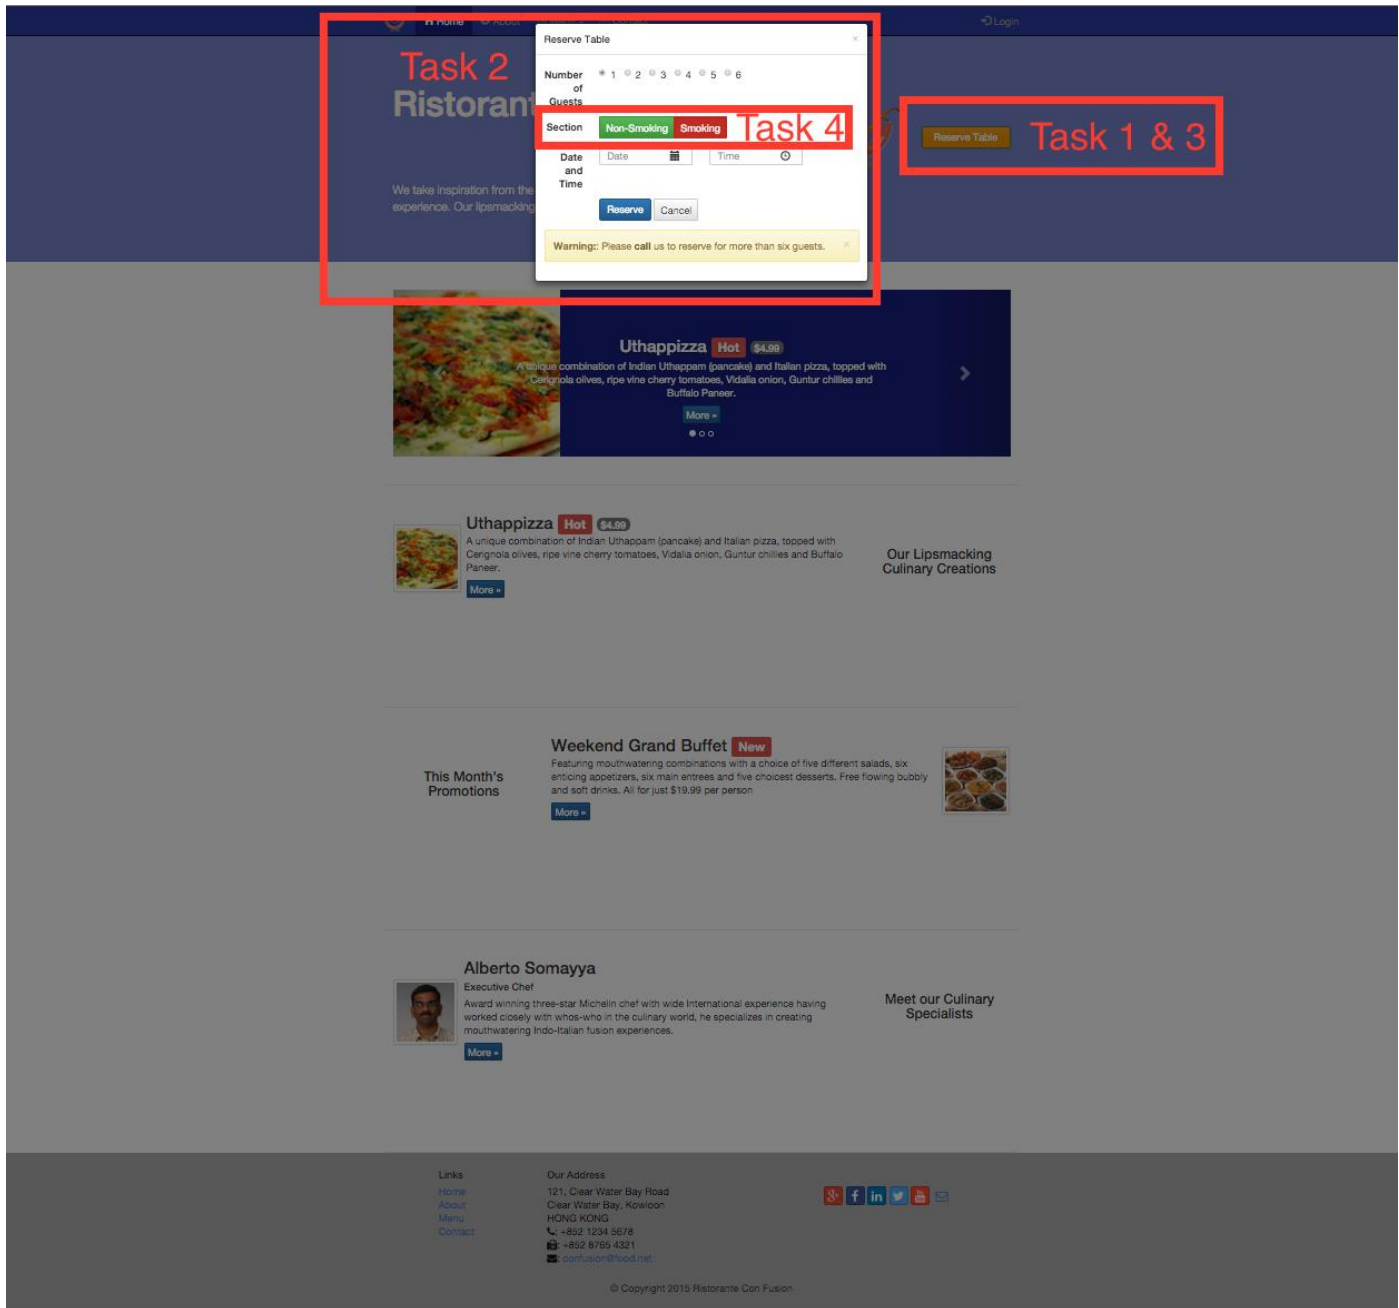 Home About
Login
Reserve Table ×
Task 2
Number of Guests 1 2 3 4 5 6
Ristorant
Section Non-Smoking Smoking Task 4
Reserve Table Task 1 & 3
Date and Time Date Time
We take inspiration from the
experience. Our lipsmacking
Reserve Cancel
Warning:: Please call us to reserve for more than six guests. ×
Uthappizza Hot $4.99
A unique combination of Indian Uthappam (pancake) and Italian pizza, topped with
Cerignola olives, ripe vine cherry tomatoes, Vidalia onion, Guntur chillies and
Buffalo Paneer.
More »
Uthappizza Hot $4.99
A unique combination of Indian Uthappam (pancake) and Italian pizza, topped with
Cerignola olives, ripe vine cherry tomatoes, Vidalia onion, Guntur chillies and Buffalo
Paneer.
More »
Our Lipsmacking
Culinary Creations
This Month's
Promotions
Weekend Grand Buffet New
Featuring mouthwatering combinations with a choice of five different salads, six
enticing appetizers, six main entrees and five choicest desserts. Free flowing bubbly
and soft drinks. All for just $19.99 per person
More »
Alberto Somayya
Executive Chef
Award winning three-star Michelin chef with wide International experience having
worked closely with whos-who in the culinary world, he specializes in creating
mouthwatering Indo-Italian fusion experiences.
More »
Meet our Culinary
Specialists
Links
Home
About
Menu
Contact
Our Address
121, Clear Water Bay Road
Clear Water Bay, Kowloon
HONG KONG
: +852 1234 5678
: +852 8765 4321
: confusion@food.net
© Copyright 2015 Ristorante Con Fusion